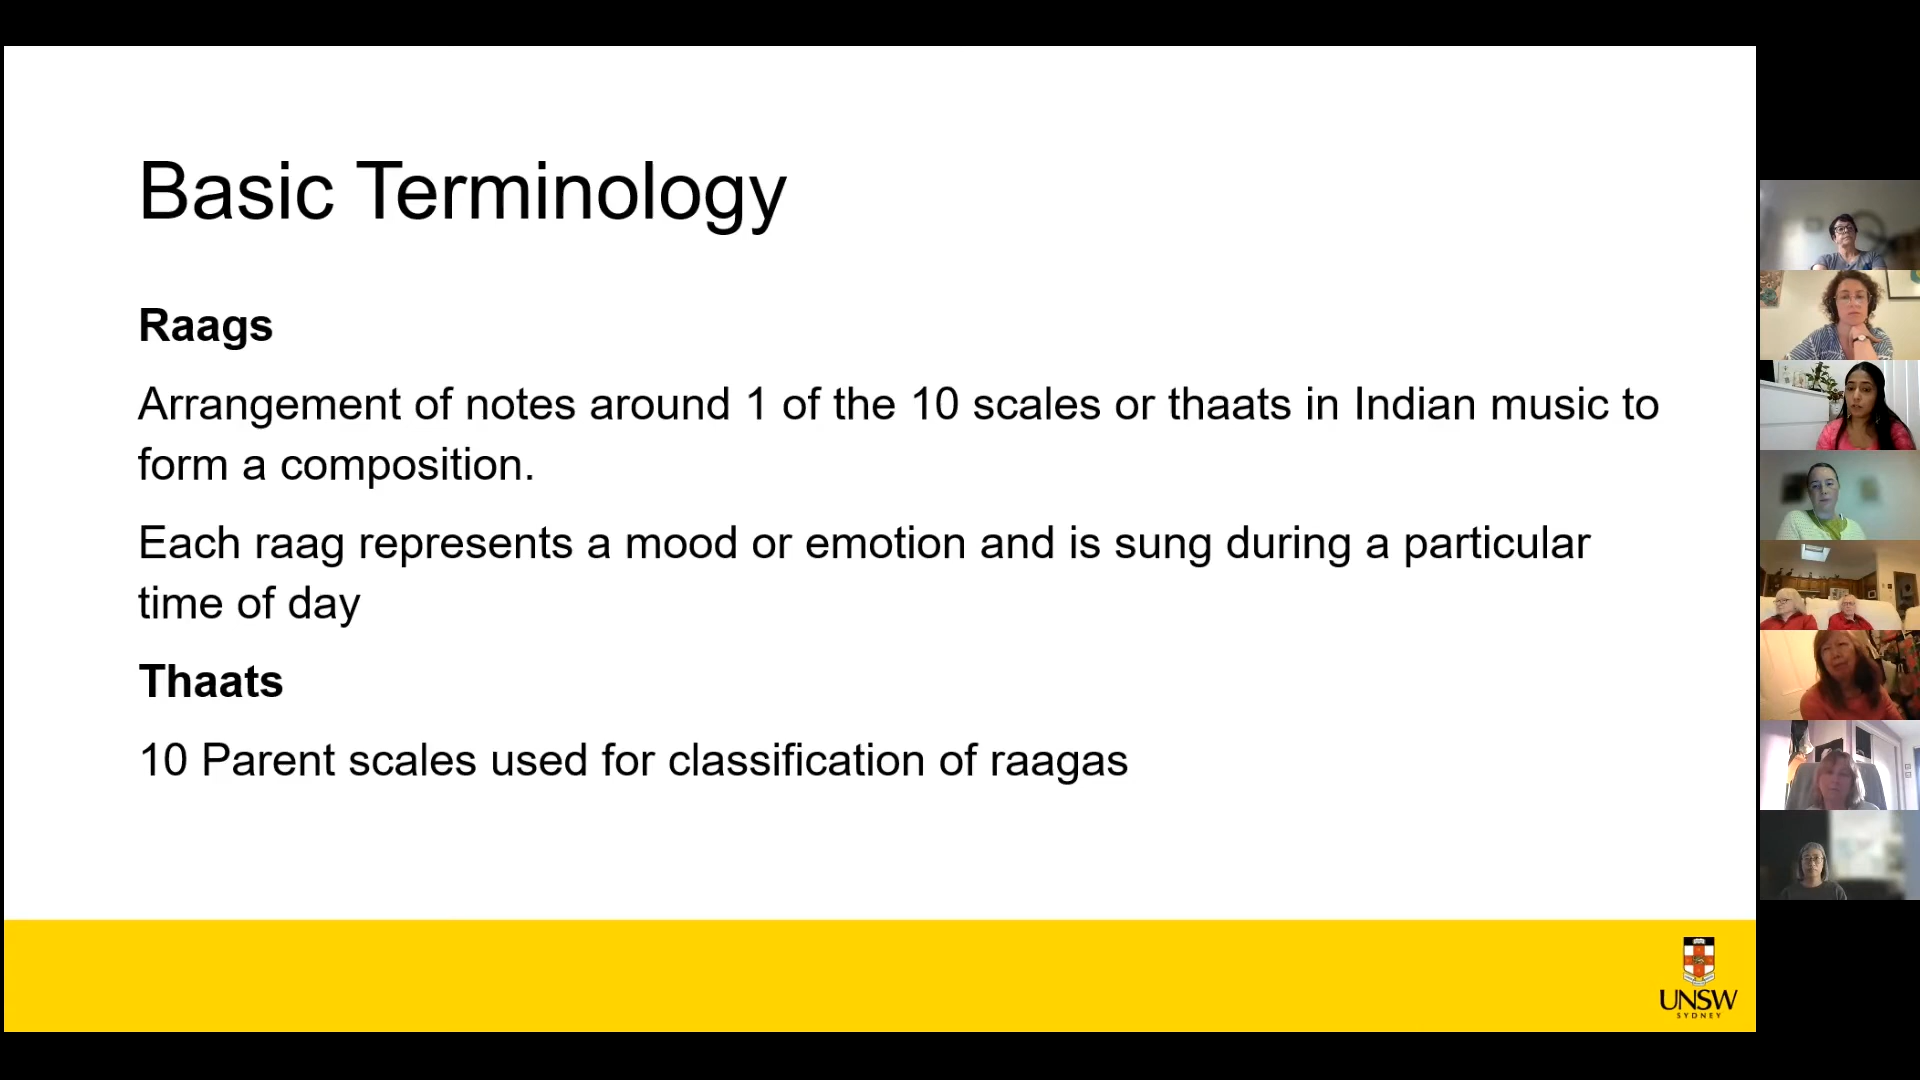 Basic Terminology
Raags
Arrangement of notes around 1 of the 10 scales or thaats in Indian music to
form a composition.
Each raag represents a mood or emotion and is sung during a particular
time of day
Thaats
10 Parent scales used for classification of raagas
UNSW
SYDNEY